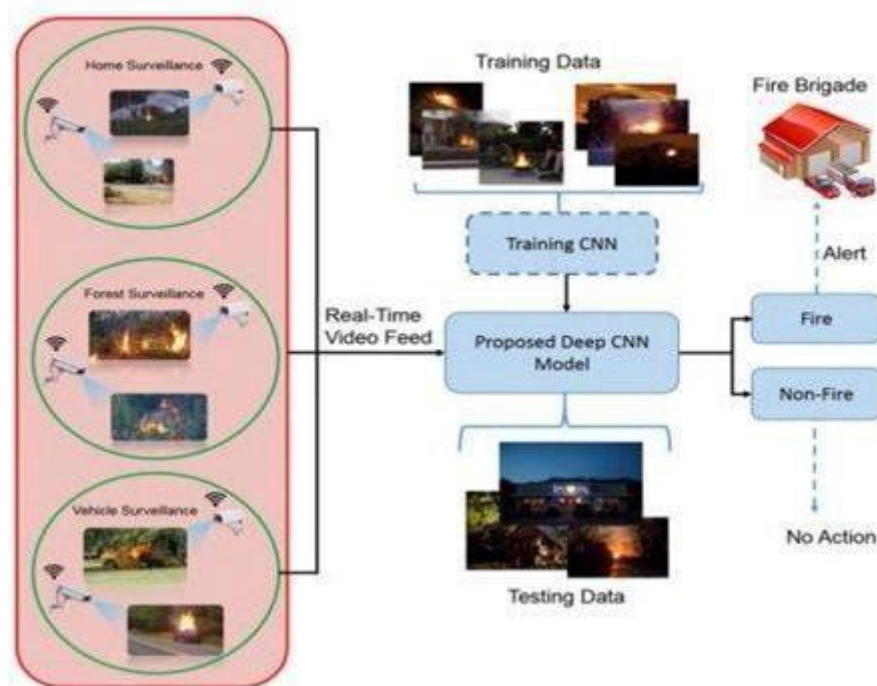 Home Surveillance
Forest Surveillance
Vehicle Surveillance
Real-Time
Video Feed
Training Data
Training CNN
Proposed Deep CNN
Model
Testing Data
Fire Brigade
Alert
Fire
Non-Fire
No Action